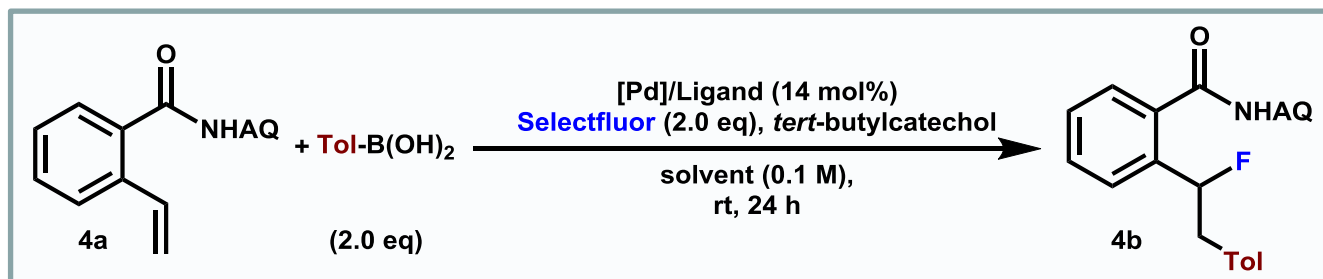 O
NHAQ
+ Tol-B(OH)2
4a
(2.0 eq)
[Pd]/Ligand (14 mol%)
Selectfluor (2.0 eq), tert-butylcatechol
solvent (0.1 M),
rt, 24 h
O
NHAQ
F
4b
Tol